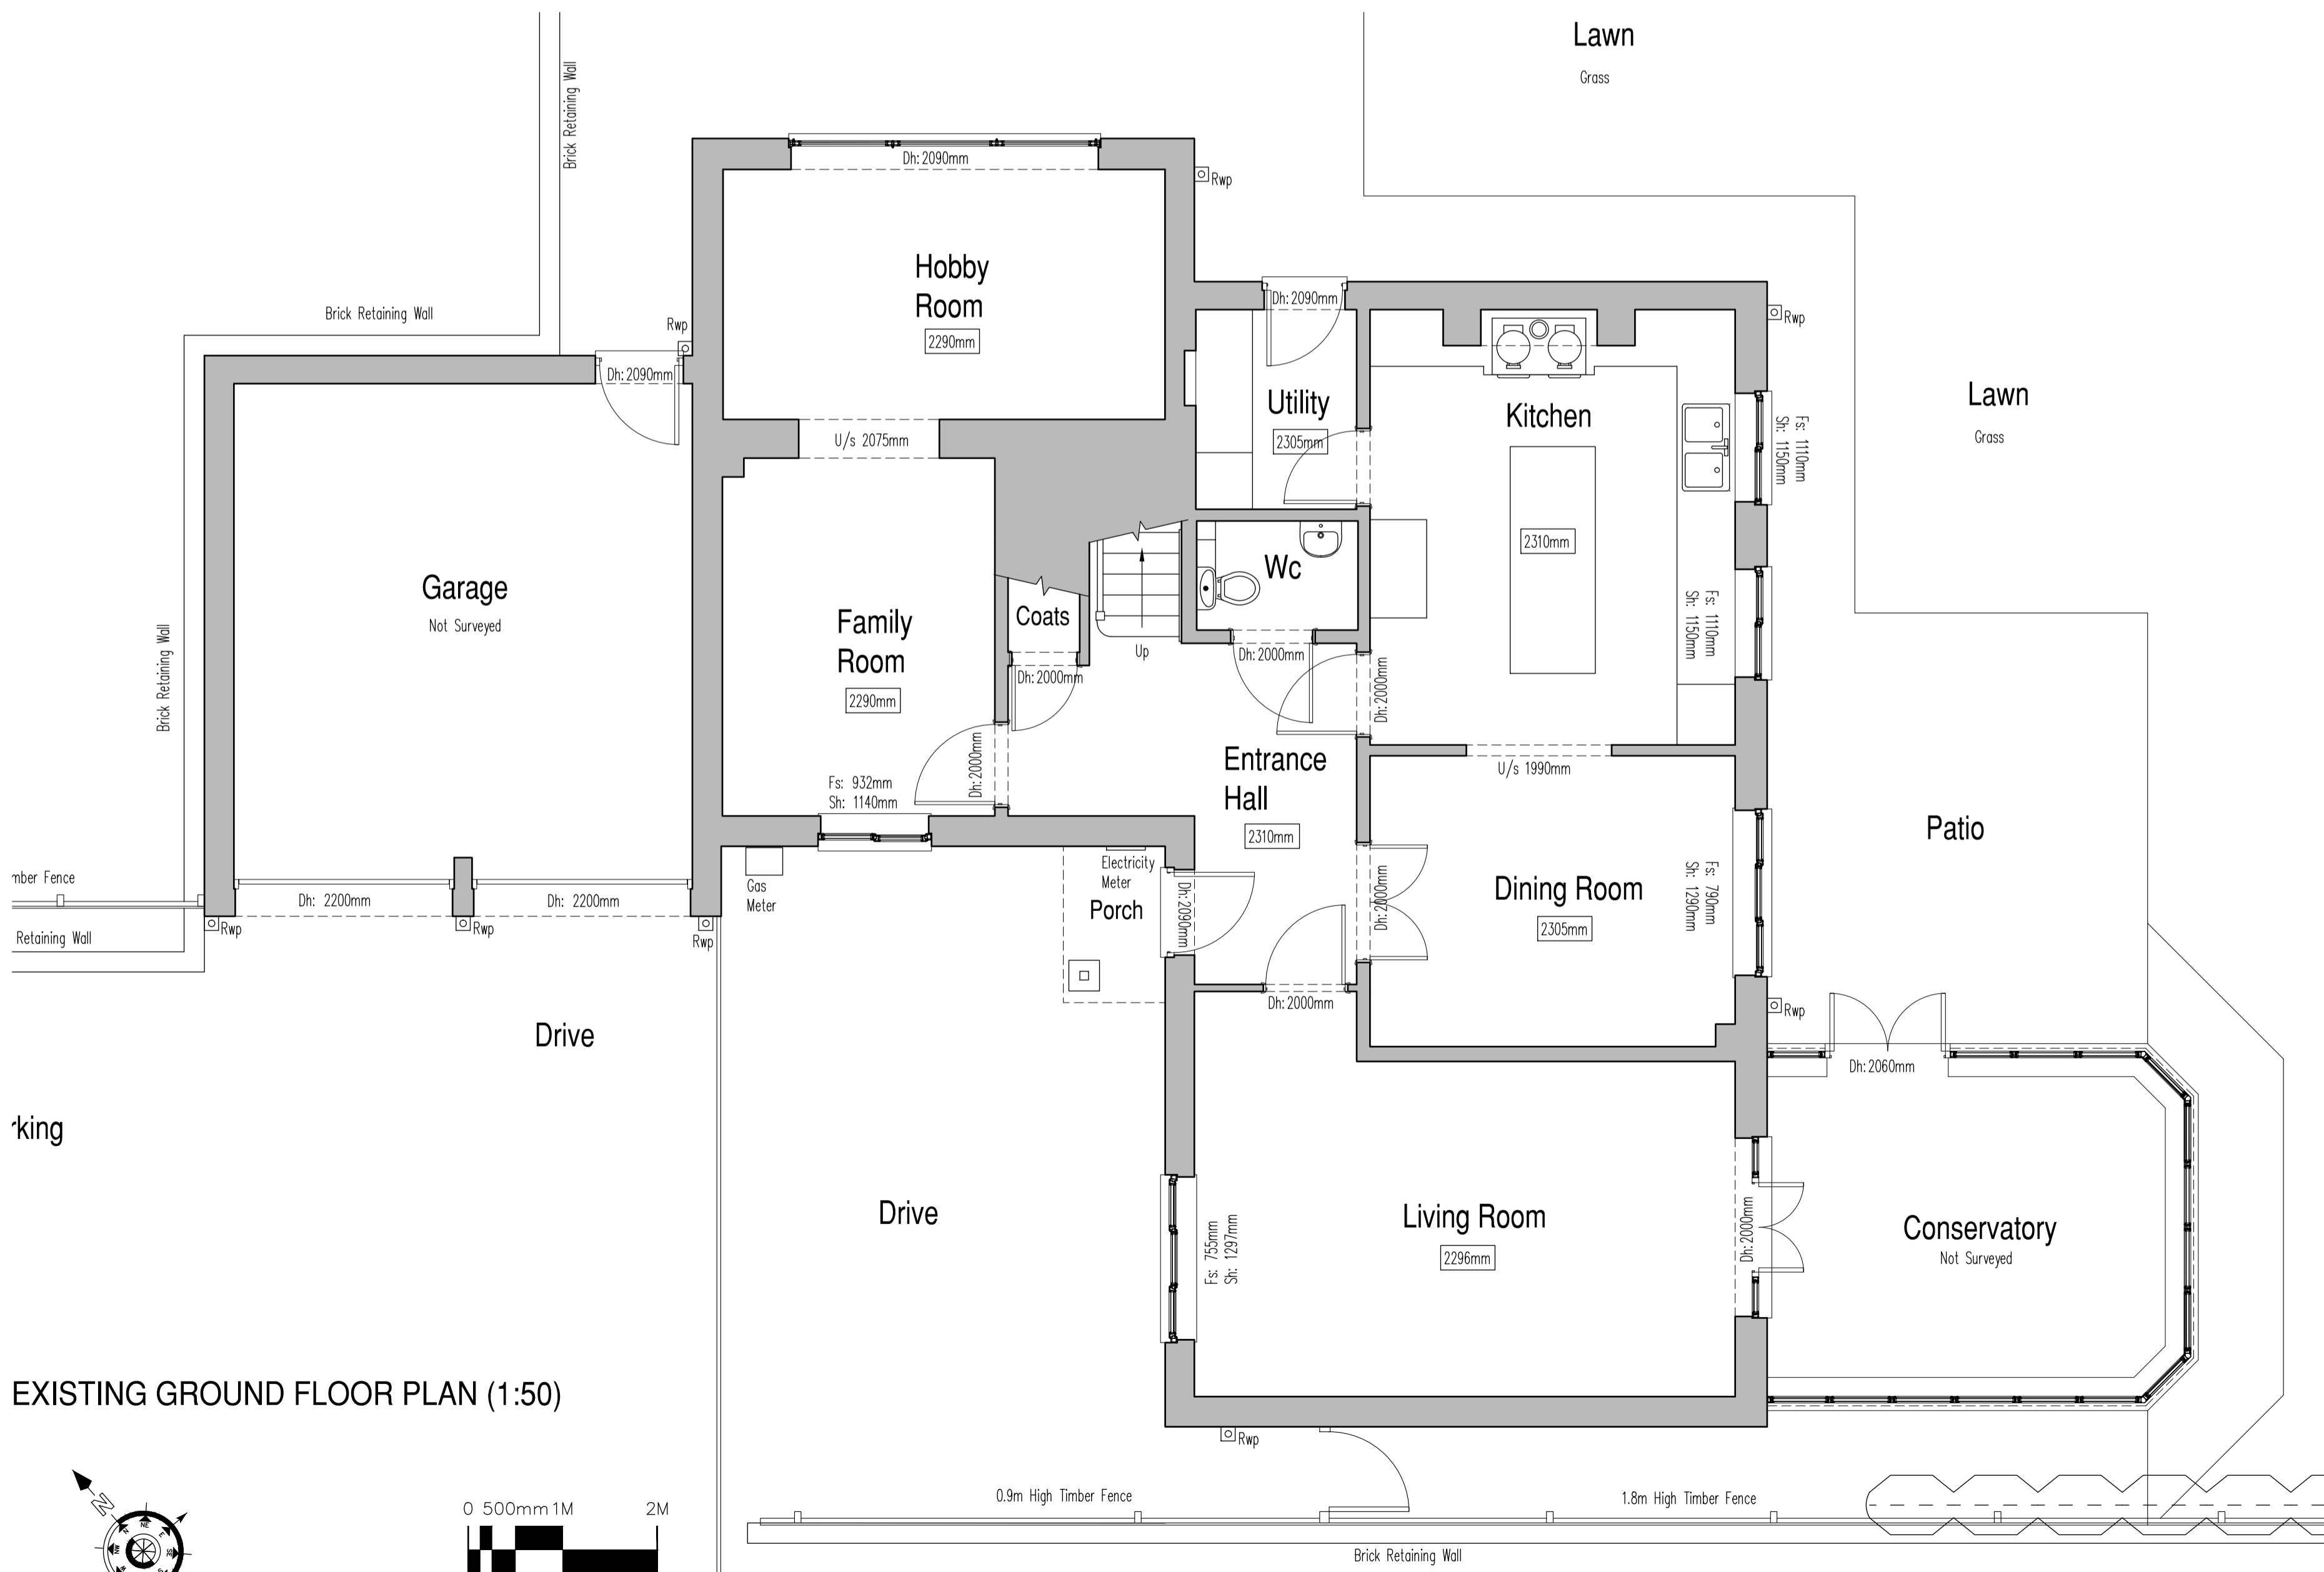 Lawn
Grass
Brick Retaining Wall
Dh: 2090mm
Rwp
Hobby
Room
2290mm
Brick Retaining Wall
Rwp
Dh: 2090mm
Dh: 2090mm
Rwp
U/s 2075mm
Utility
2305mm
Kitchen
2310mm
Fs: 1110mm
Sh: 1150mm
Lawn
Grass
Garage
Not Surveyed
Brick Retaining Wall
Family
Room
2290mm
Coats
Dh: 2000mm
Up
Wc
Dh: 2000mm
Dh: 2000mm
Fs: 1110mm
Sh: 1150mm
Dh: 2000mm
Fs: 932mm
Sh: 1140mm
Entrance
Hall
2310mm
U/s 1990mm
Patio
Dining Room
2305mm
Fs: 790mm
Sh: 1290mm
mber Fence
Retaining Wall
Dh: 2200mm
Dh: 2200mm
Rwp
Rwp
Rwp
Gas
Meter
Electricity
Meter
Porch
Dh: 2090mm
Dh: 2000mm
Dh: 2000mm
Rwp
Dh: 2060mm
Drive
rking
Drive
Living Room
2296mm
Fs: 755mm
Sh: 1297mm
Dh: 2000mm
Conservatory
Not Surveyed
EXISTING GROUND FLOOR PLAN (1:50)
Rwp
0.9m High Timber Fence
1.8m High Timber Fence
Brick Retaining Wall
N
N
NE
E
SE
NW
0 500mm 1M 2M